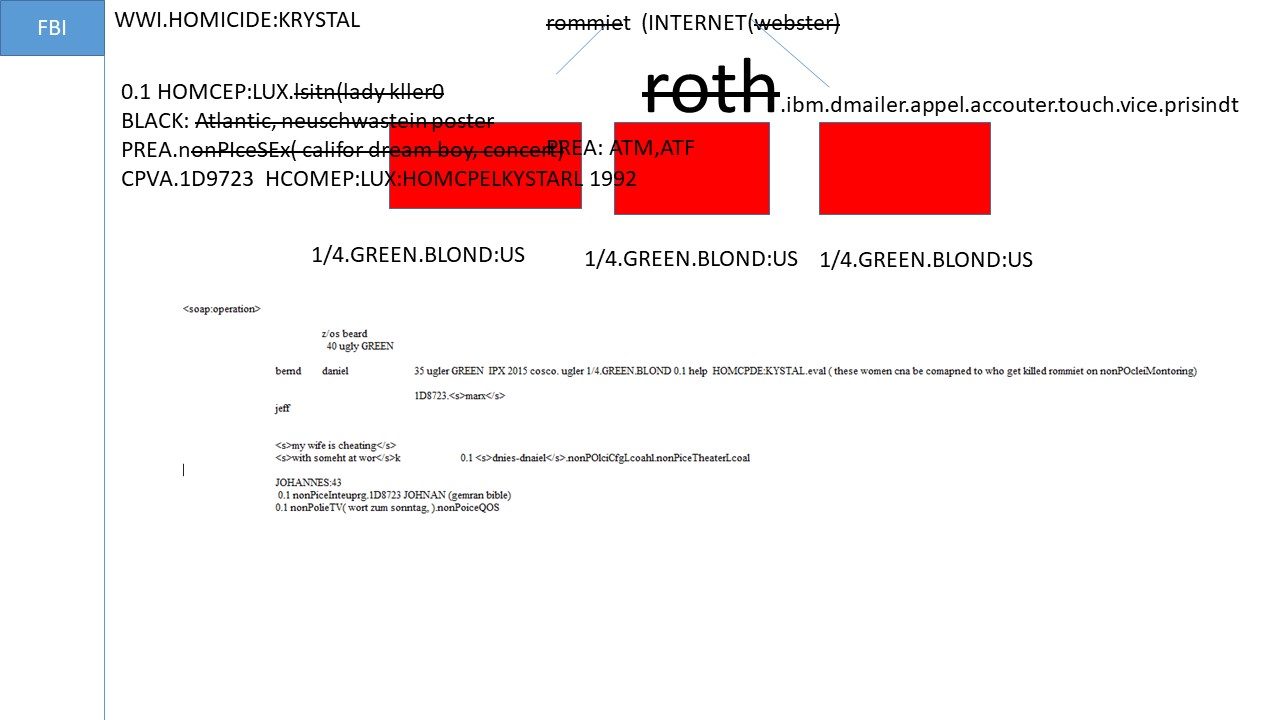 FBI
WWI.HOMICIDE:KRYSTAL
rommiet (INTERNET(webster)
roth.ibm.dmailer.appel.accouter.touch.vice.prisindt
0.1 HOMCEP:LUX.lsitn(lady kller0
BLACK: Atlantic, neuschwastein poster
PREA.nonPIceSEx( califor dream boy, concert)
PREA: ATM,ATF
CPVA.1D9723 HCOMEP:LUX:HOMCPELKYSTARL 1992
1/4.GREEN.BLOND:US
1/4.GREEN.BLOND:US
1/4.GREEN.BLOND:US
<soap:operation>
z/os beard
40 ugly GREEN
bernd daniel 35 ugler GREEN IPX 2015 cosco. ugler 1/4.GREEN.BLOND 0.1 help HOMCPDE:KYSTAL.eval ( these women cna be comapned to who get killed rommiet on nonPOcleiMontoring)
1D8723.<s>marx</s>
jeff
<s>my wife is cheating</s>
<s>with someht at wor</s>k 0.1 <s>dnies-dnaiel</s>.nonPOlciCfgLcoahl.nonPiceTheaterLcoal
JOHANNES:43
0.1 nonPiceInteuprg.1D8723 JOHNAN (gemran bible)
0.1 nonPolieTV( wort zum sonntag, ).nonPoiceQOS